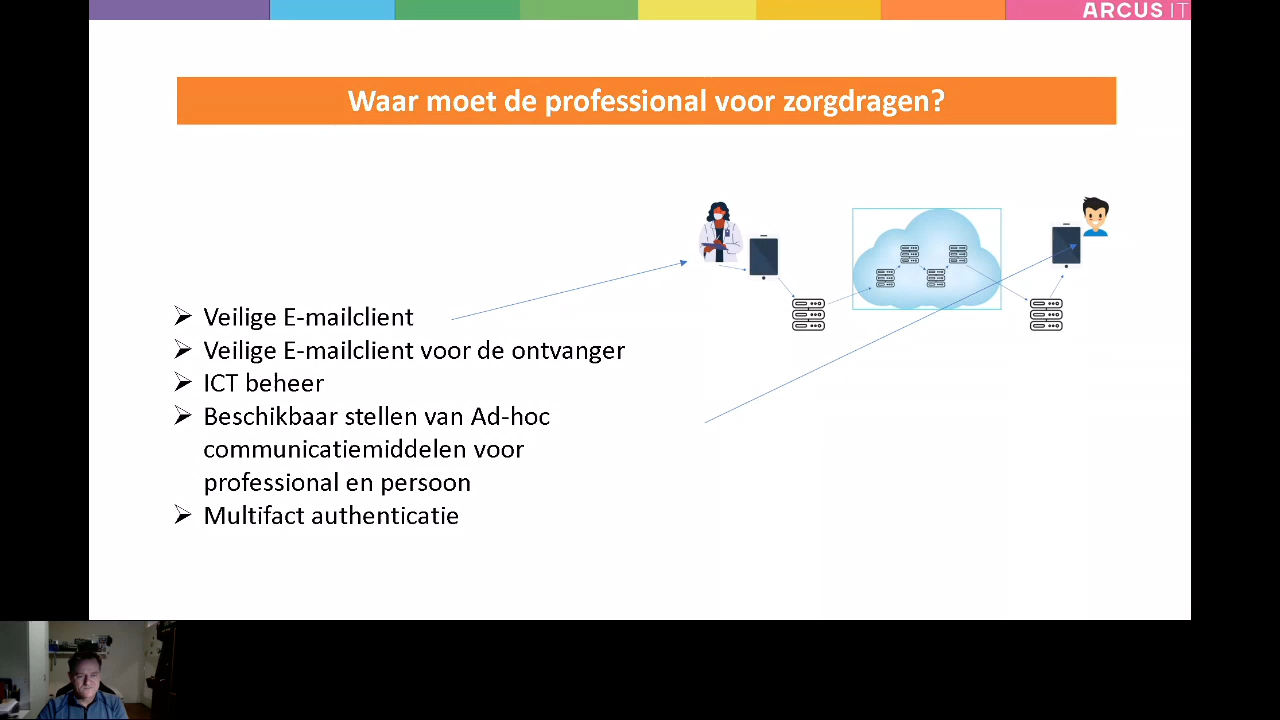 ARCUS IT
Waar moet de professional voor zorgdragen?
Veilige E-mailclient
Veilige E-mailclient voor de ontvanger
ICT beheer
Beschikbaar stellen van Ad-hoc
communicatiemiddelen voor
professional en persoon
Multifact authenticatie